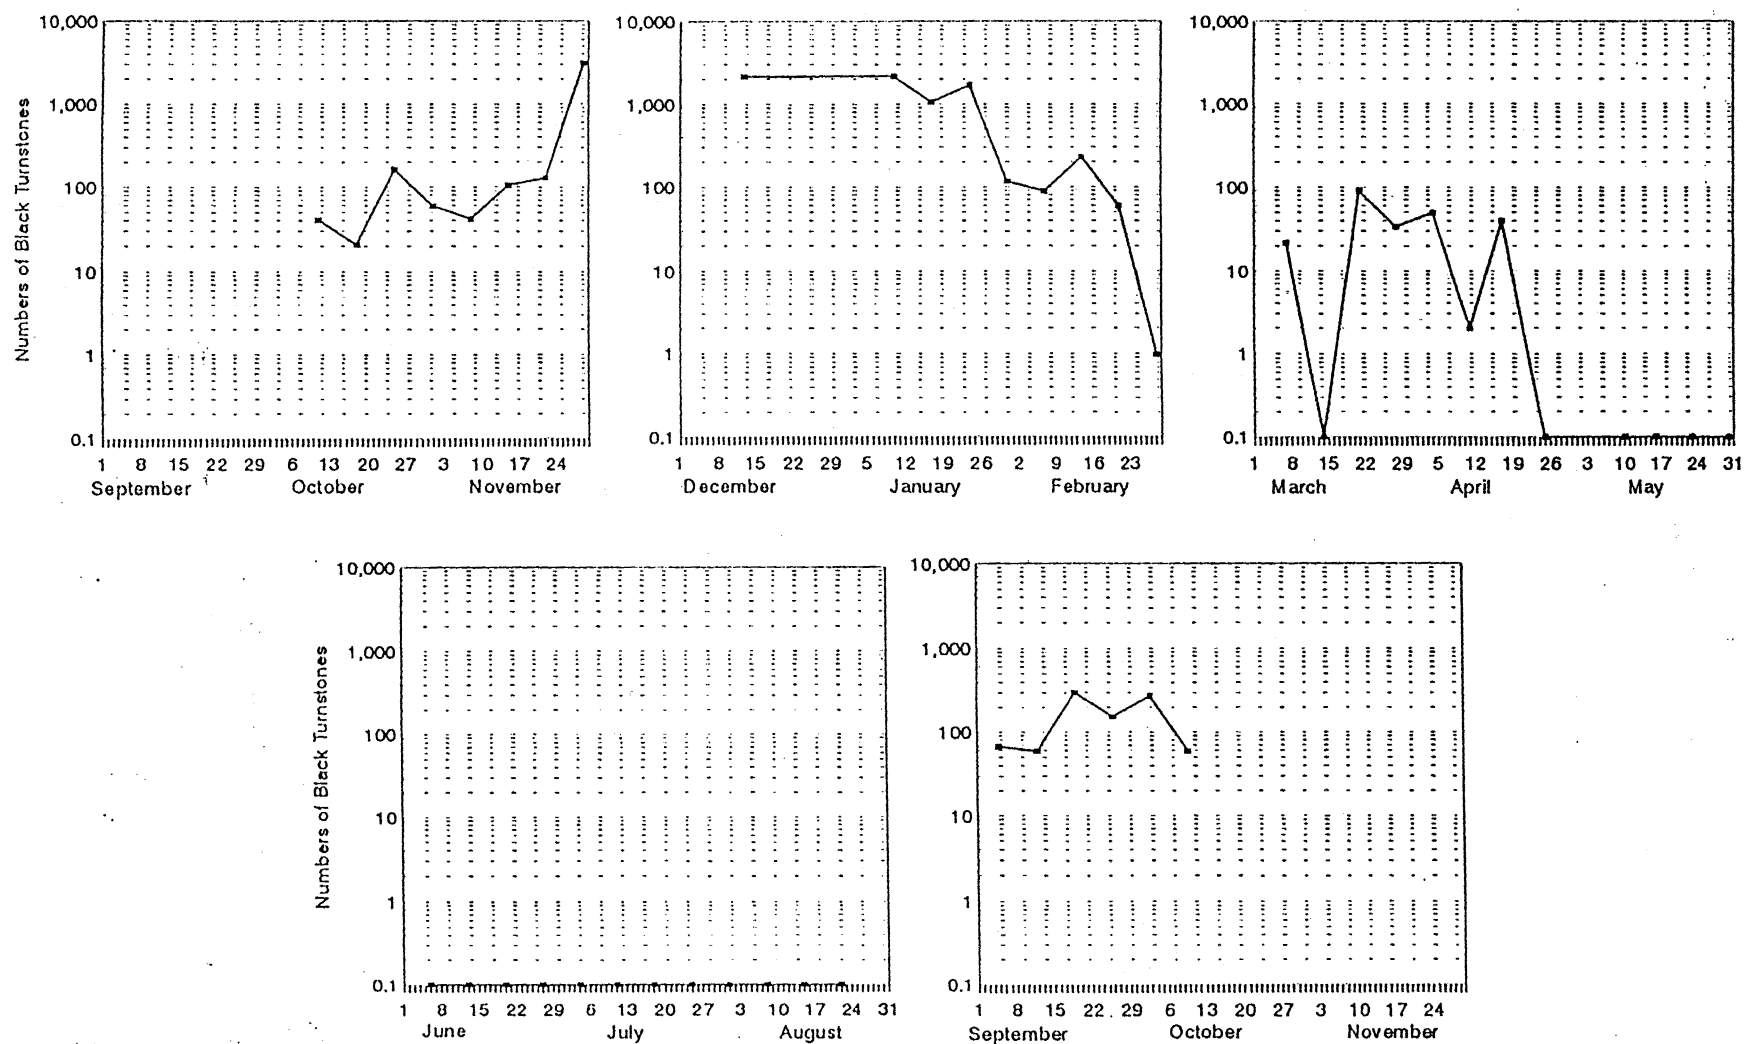 10,000
1,000
100
10
1
0.1
Numbers of Black Turnstones
1 8 15 22 29 6 13 20 27 3 10 17 24
September October November
10,000
1,000
100
10
1
0.1
1 8 15 22 29 5 12 19 26 2 9 16 23
December January February
10,000
1,000
100
10
1
0.1
1 8 15 22 29 5 12 19 26 3 10 17 24 31
March April May
10,000
1,000
100
10
1
0.1
Numbers of Black Turnstones
1 8 15 22 29 6 13 20 27 3 10 17 24 31
June July August
10,000
1,000
100
10
1
0.1
1 8 15 22 29 6 13 20 27 3 10 17 24
September October November